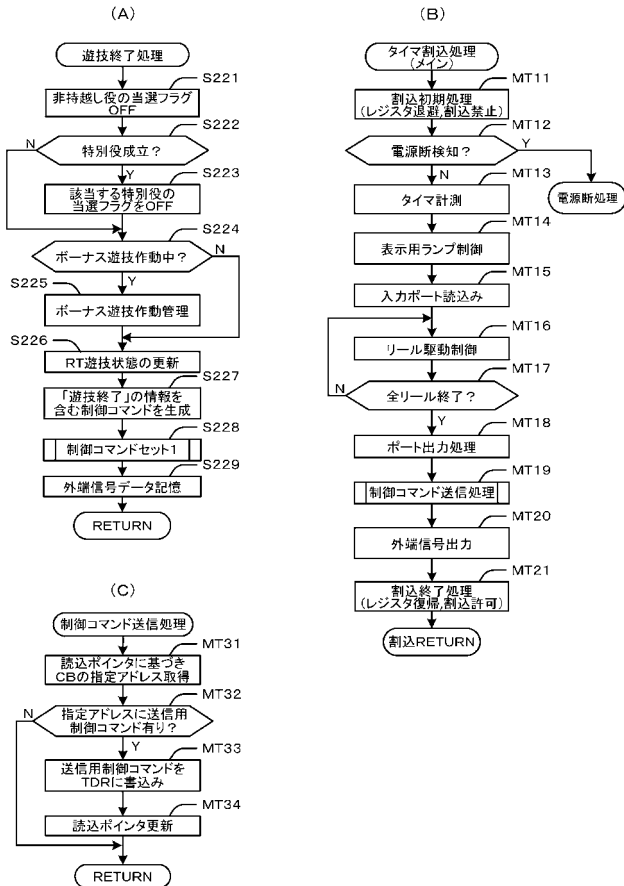 (A)
遊技終了処理
S221
非持越し役の当選フラグ
OFF
S222
特別役成立？
N
Y
S223
該当する特別役の
当選フラグをOFF
S224
ボーナス遊技作動中？
N
Y
S225
ボーナス遊技作動管理
S226
RT遊技状態の更新
S227
「遊技終了」の情報を
含む制御コマンドを生成
S228
制御コマンドセット1
S229
外端信号データ記憶
RETURN
(B)
タイマ割込処理
(メイン)
MT11
割込初期処理
(レジスタ退避,割込禁止)
MT12
電源断検知？
Y
N
電源断処理
MT13
タイマ計測
MT14
表示用ランプ制御
MT15
入力ポート読込み
MT16
リール駆動制御
MT17
全リール終了？
N
Y
MT18
ポート出力処理
MT19
制御コマンド送信処理
MT20
外端信号出力
MT21
割込終了処理
(レジスタ復帰,割込許可)
割込RETURN
(C)
制御コマンド送信処理
MT31
読込ポインタに基づき
CBの指定アドレス取得
MT32
指定アドレスに送信用
制御コマンド有り？
N
Y
MT33
送信用制御コマンドを
TDRに書込み
MT34
読込ポインタ更新
RETURN